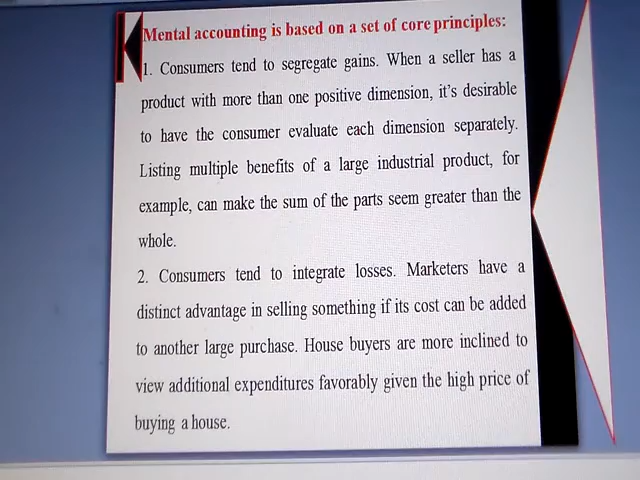 Mental accounting is based on a set of core principles:
1. Consumers tend to segregate gains. When a seller has a
product with more than one positive dimension, it's desirable
to have the consumer evaluate each dimension separately.
Listing multiple benefits of a large industrial product, for
example, can make the sum of the parts seem greater than the
whole.
2. Consumers tend to integrate losses. Marketers have a
distinct advantage in selling something if its cost can be added
to another large purchase. House buyers are more inclined to
view additional expenditures favorably given the high price of
buying a house.